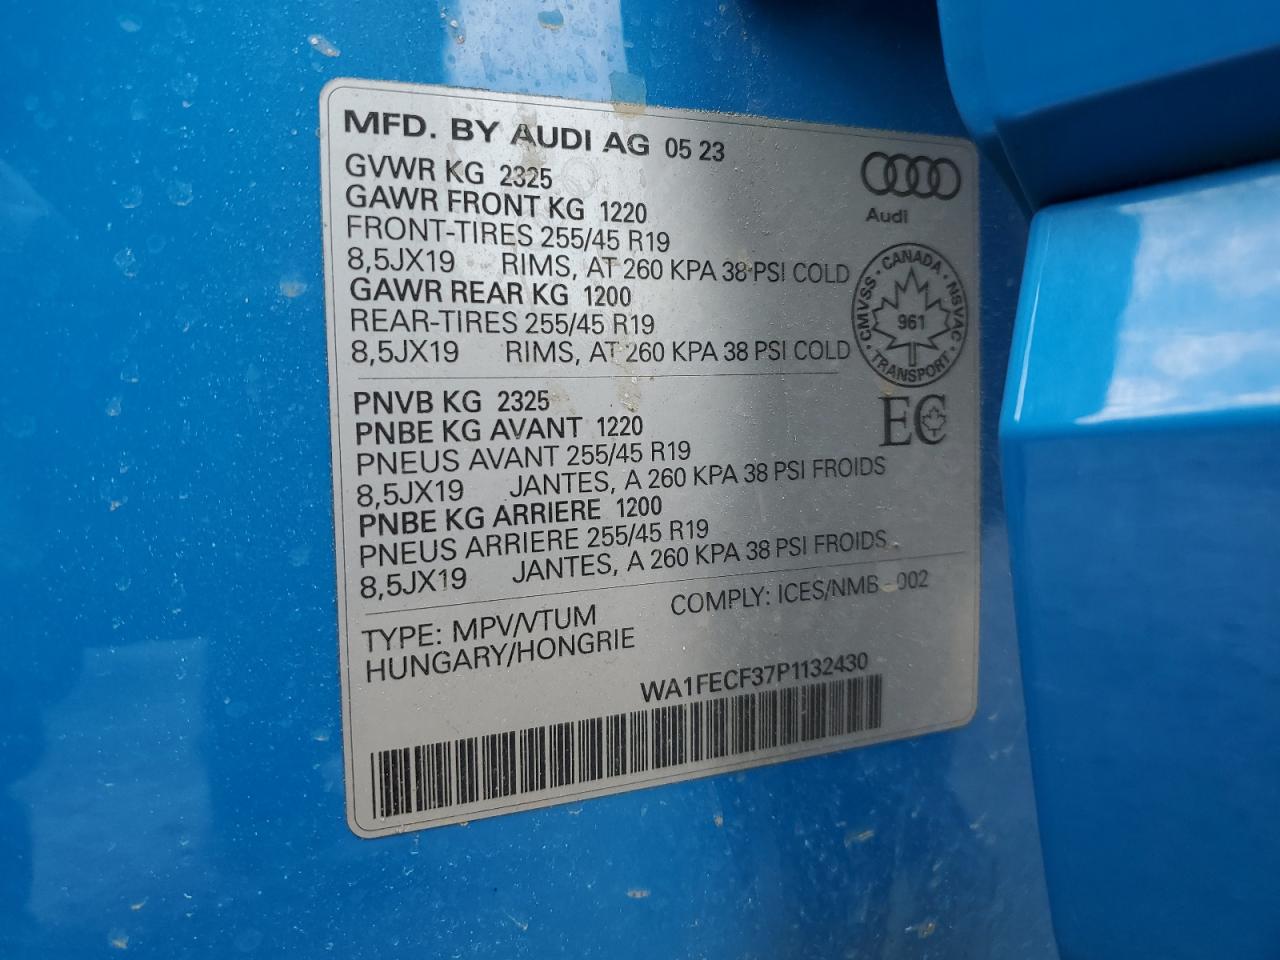 MFD. BY AUDI AG 05 23
GVWR KG 2325
GAWR FRONT KG 1220
FRONT-TIRES 255/45 R19
8,5JX19 RIMS, AT 260 KPA 38 PSI COLD
GAWR REAR KG 1200
REAR-TIRES 255/45 R19
8,5JX19 RIMS, AT 260 KPA 38 PSI COLD
Audi
CANADA · NSVAC · TRANSPORT · CMVSS ·
961
EC
PNVB KG 2325
PNBE KG AVANT 1220
PNEUS AVANT 255/45 R19
8,5JX19 JANTES, A 260 KPA 38 PSI FROIDS
PNBE KG ARRIERE 1200
PNEUS ARRIERE 255/45 R19
8,5JX19 JANTES, A 260 KPA 38 PSI FROIDS
TYPE: MPV/VTUM COMPLY: ICES/NMB-002
HUNGARY/HONGRIE
WA1FECF37P1132430